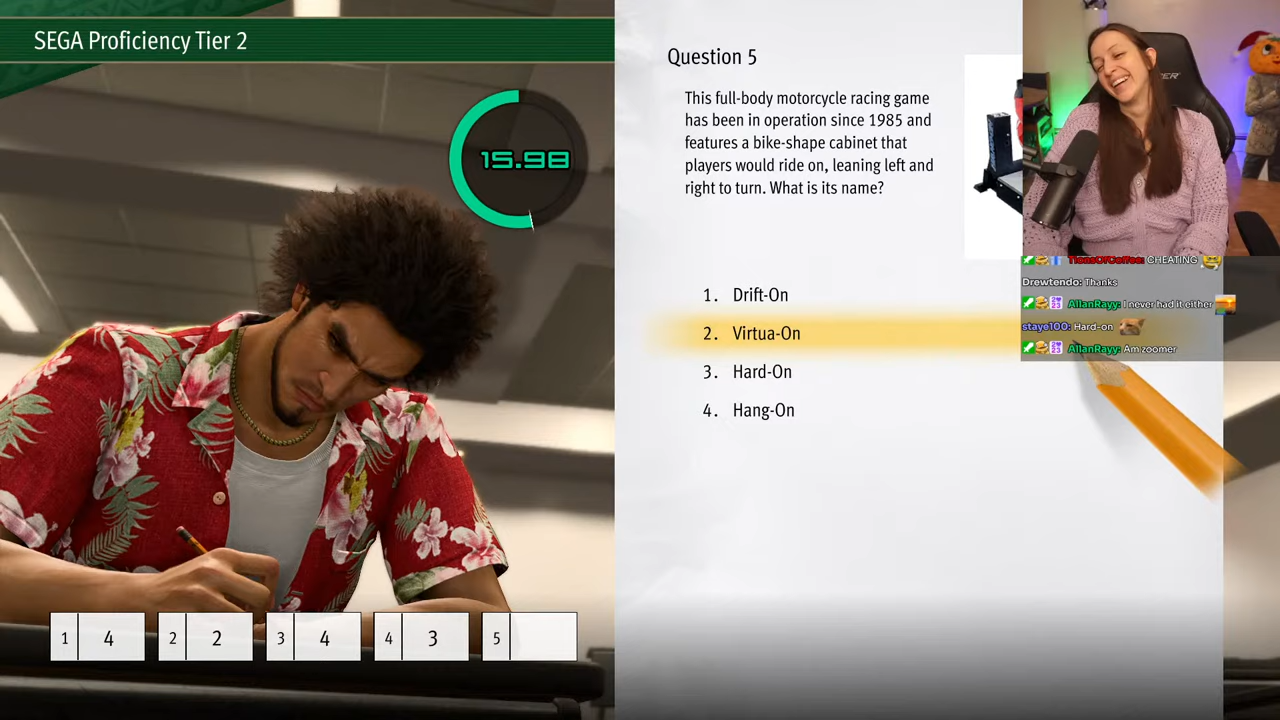 SEGA Proficiency Tier 2
15.98
1 4 2 2 3 4 4 3 5
Question 5
This full-body motorcycle racing game
has been in operation since 1985 and
features a bike-shape cabinet that
players would ride on, leaning left and
right to turn. What is its name?
1. Drift-On
2. Virtua-On
3. Hard-On
4. Hang-On
TionsOfCoffee: CHEATING
Drewtendo: Thanks
AllanRayy: I never had it either
staye100: Hard-on
AllanRayy: Am zoomer